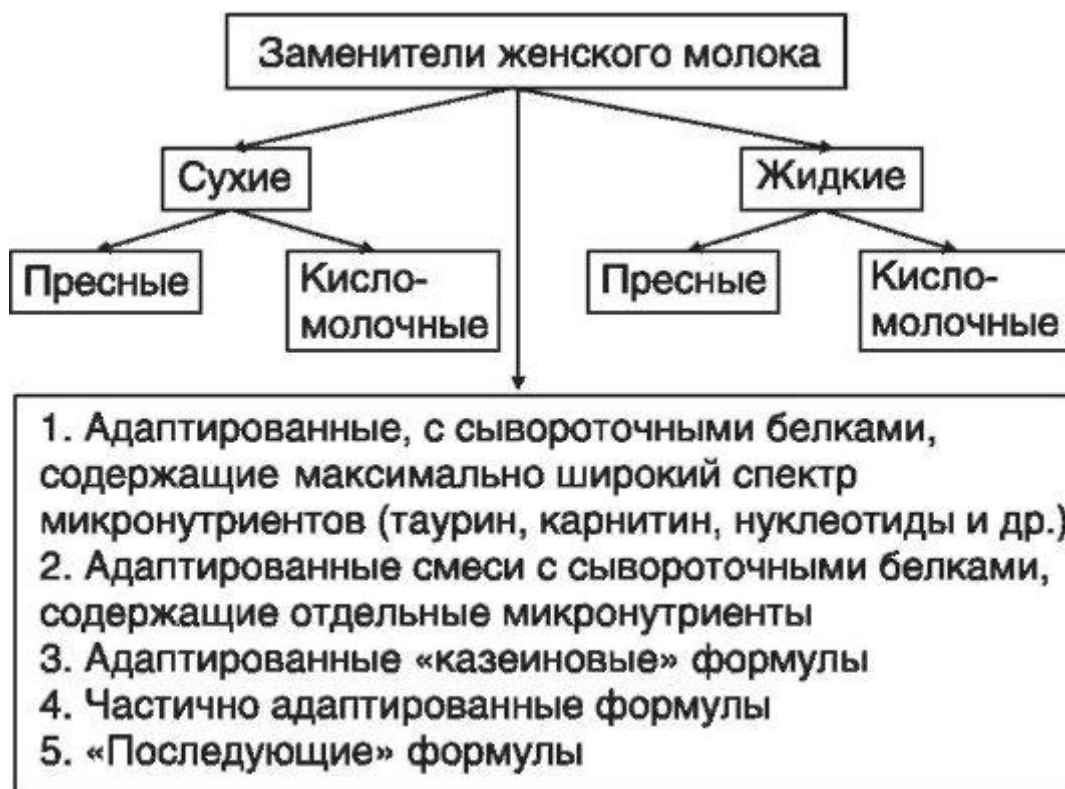 Заменители женского молока
Сухие
Жидкие
Пресные
Кисло-
молочные
Пресные
Кисло-
молочные
1. Адаптированные, с сывороточными белками,
содержащие максимально широкий спектр
микронутриентов (таурин, карнитин, нуклеотиды и др.)
2. Адаптированные смеси с сывороточными белками,
содержащие отдельные микронутриенты
3. Адаптированные «казеиновые» формулы
4. Частично адаптированные формулы
5. «Последующие» формулы